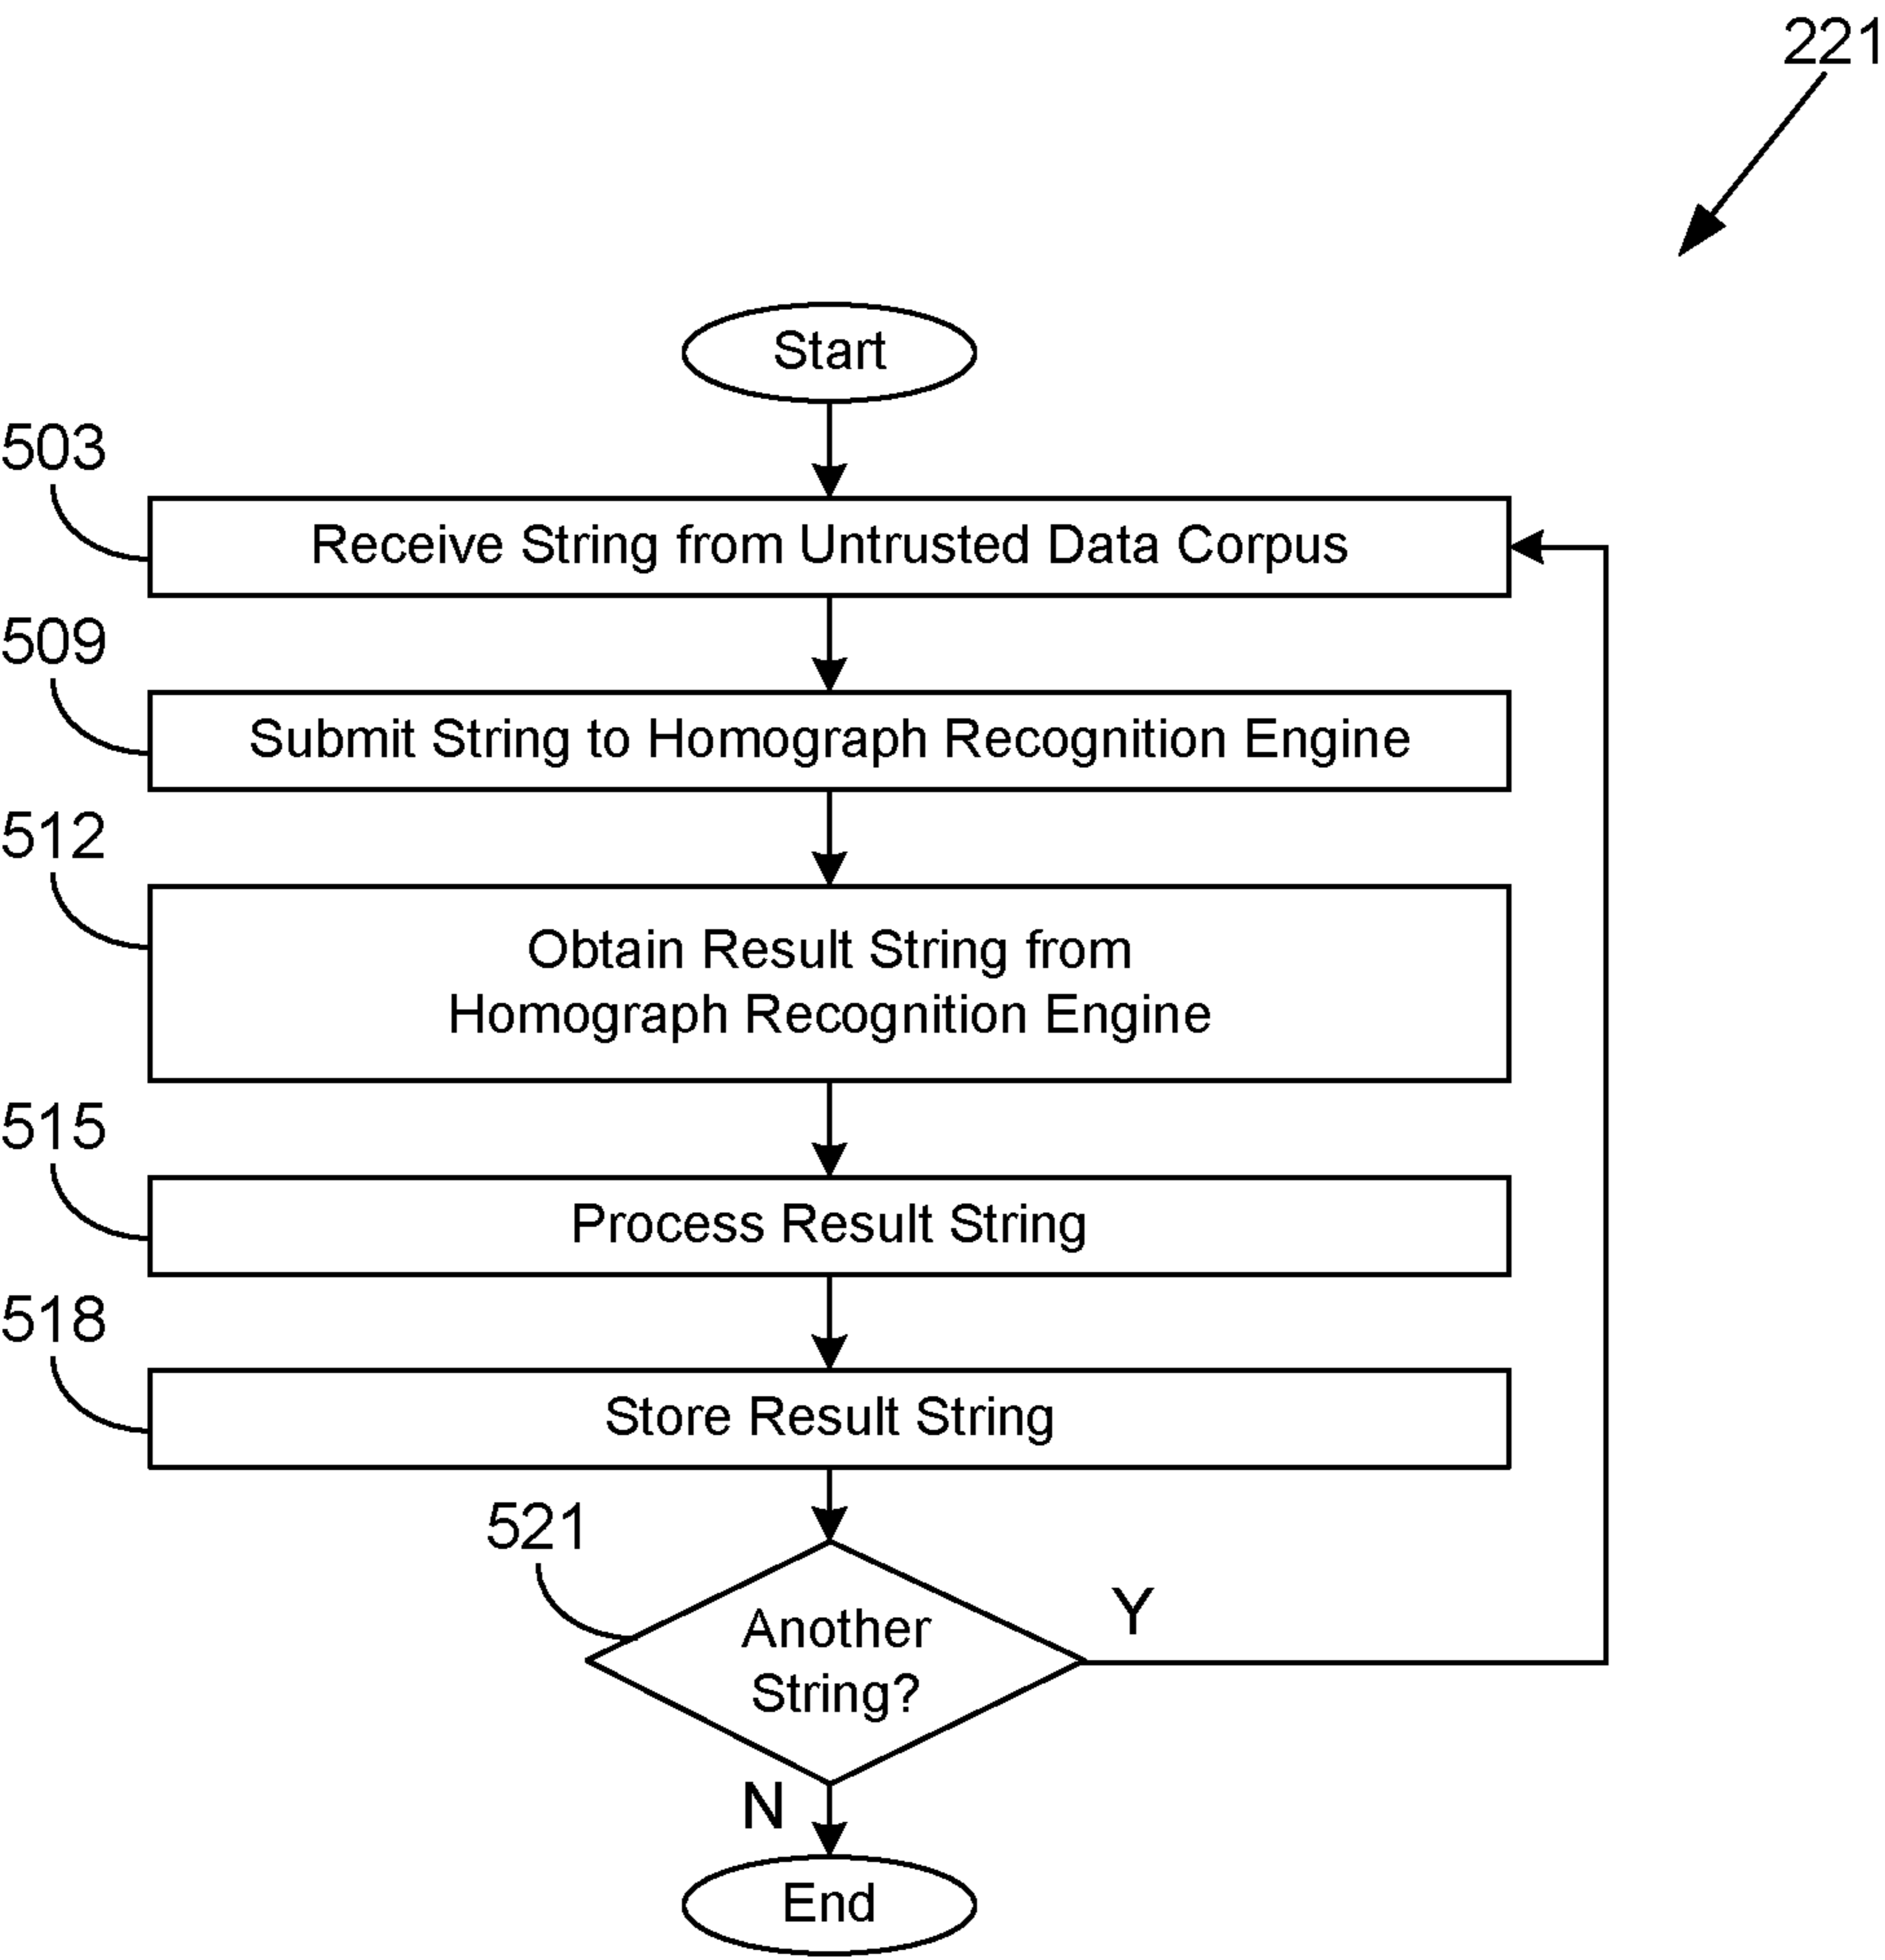 221
Start
503
Receive String from Untrusted Data Corpus
509
Submit String to Homograph Recognition Engine
512
Obtain Result String from
Homograph Recognition Engine
515
Process Result String
518
Store Result String
521
Another
String?
Y
N
End